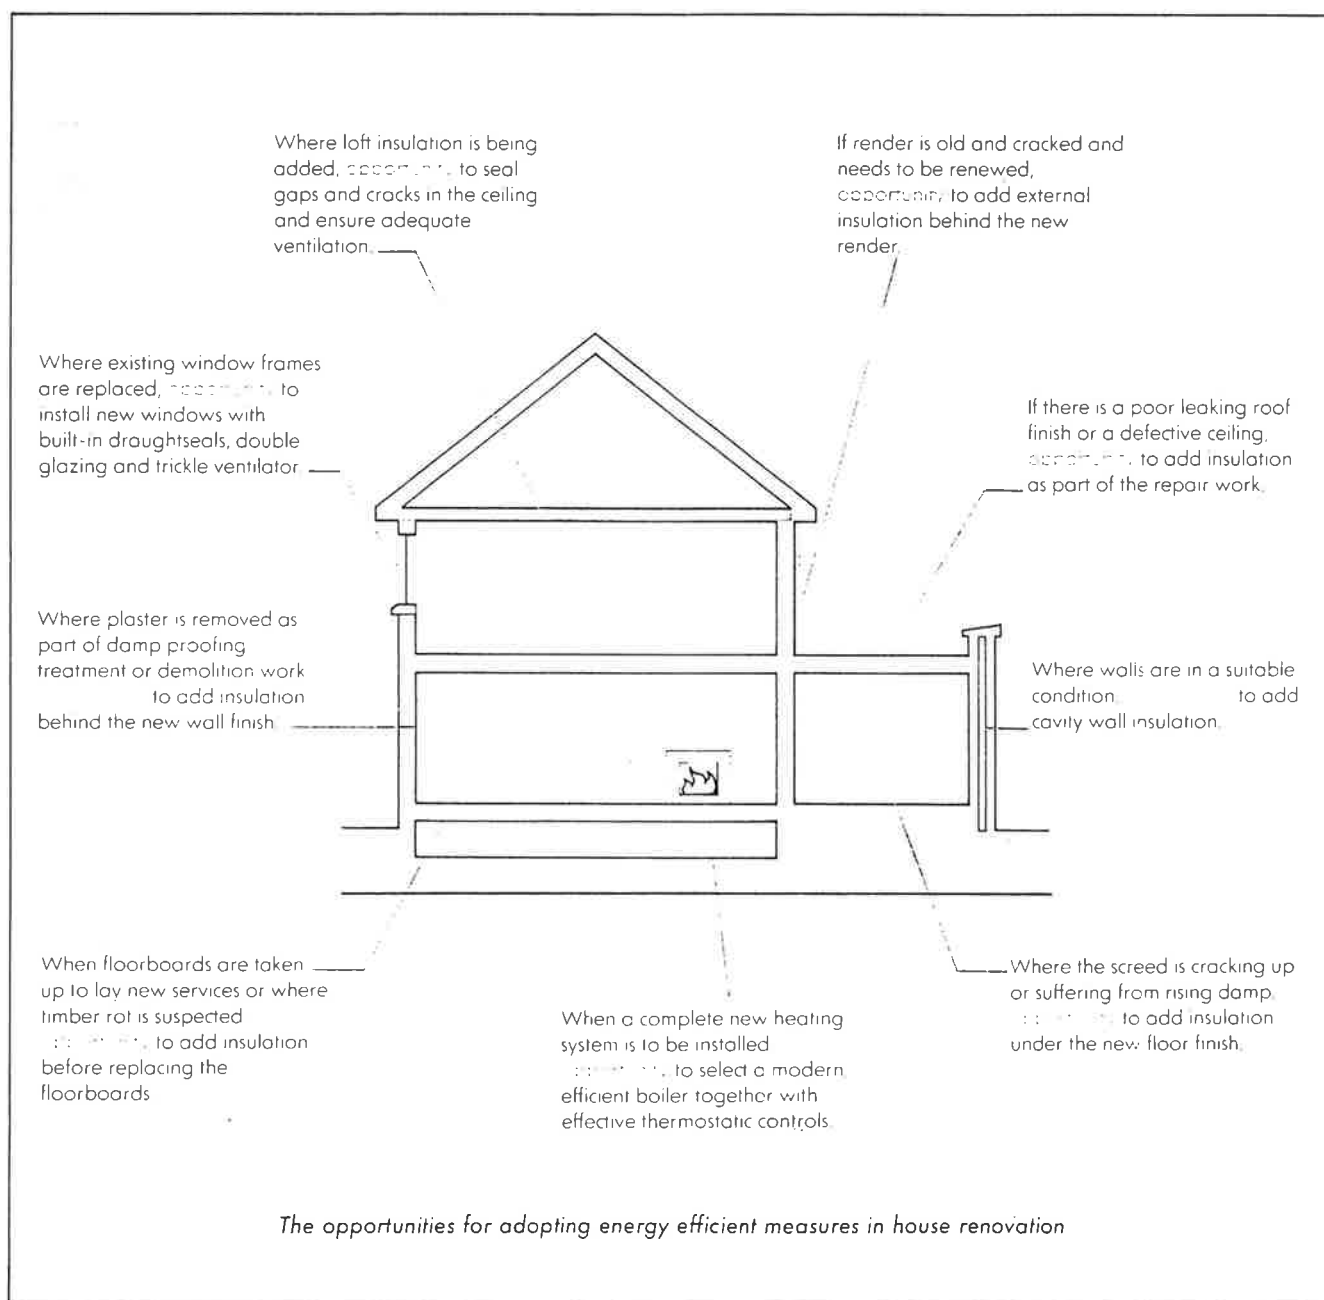 Where loft insulation is being
added, to seal
gaps and cracks in the ceiling
and ensure adequate
ventilation.
If render is old and cracked and
needs to be renewed,
opportunity to add external
insulation behind the new
render.
Where existing window frames
are replaced, to
install new windows with
built-in draughtseals, double
glazing and trickle ventilator.
If there is a poor leaking roof
finish or a defective ceiling,
to add insulation
as part of the repair work.
Where plaster is removed as
part of damp proofing
treatment or demolition work
to add insulation
behind the new wall finish.
Where walls are in a suitable
condition, to add
cavity wall insulation.
When floorboards are taken
up to lay new services or where
timber rot is suspected
to add insulation
before replacing the
floorboards
When a complete new heating
system is to be installed
to select a modern,
efficient boiler together with
effective thermostatic controls.
Where the screed is cracking up
or suffering from rising damp,
to add insulation
under the new floor finish.
The opportunities for adopting energy efficient measures in house renovation